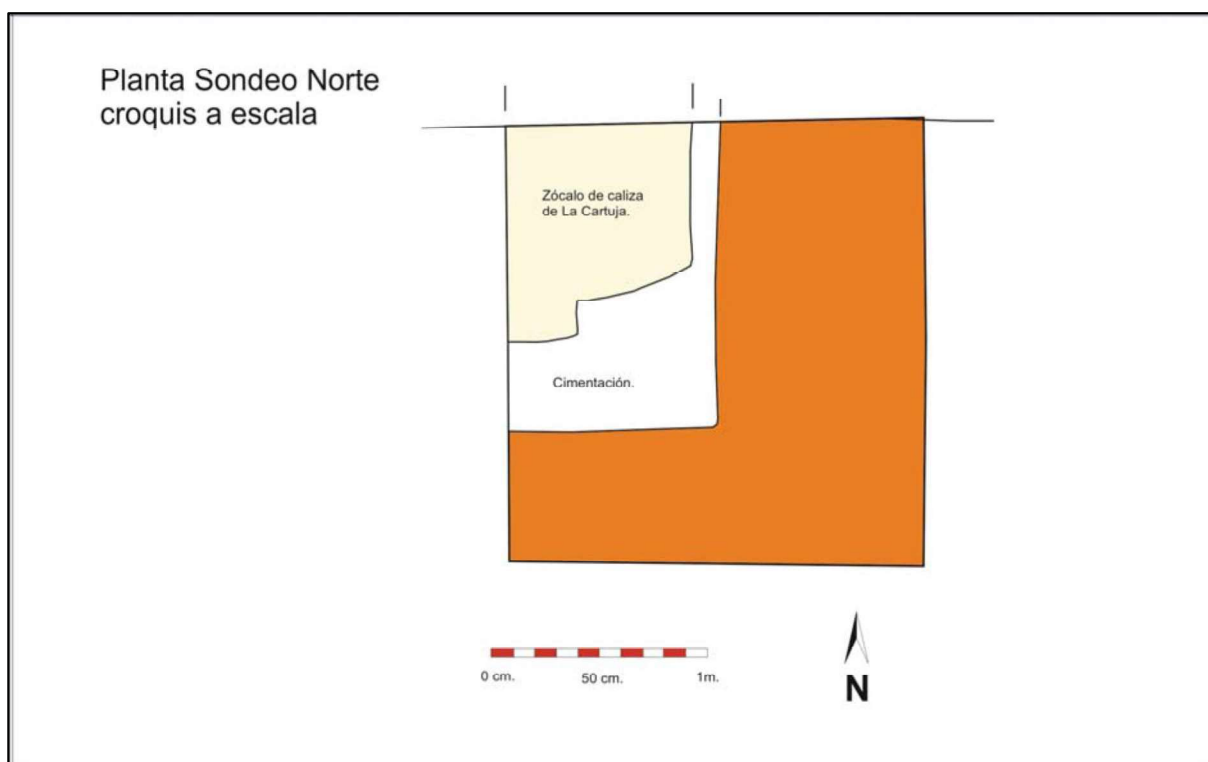 Planta Sondeo Norte
croquis a escala
Zócalo de caliza
de La Cartuja.
Cimentación.
0 cm.
50 cm.
1m.
N